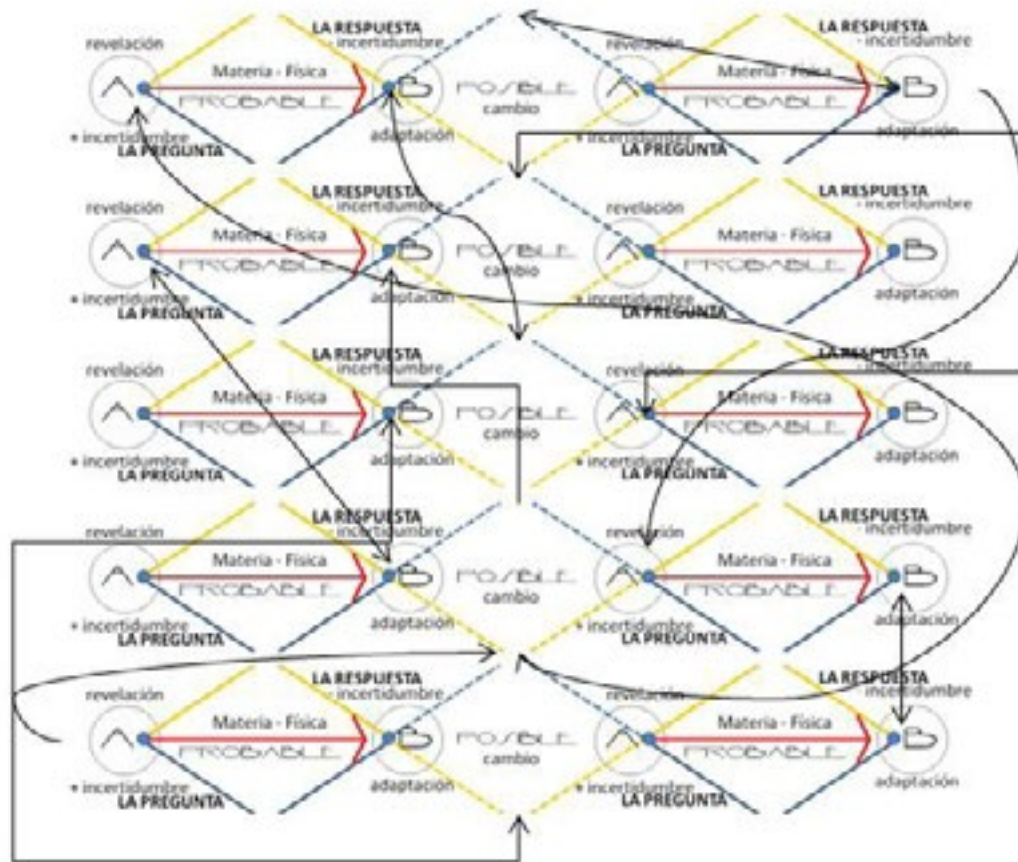 LA RESPUESTA LA RESPUESTA
revelación - incertidumbre revelación - incertidumbre
Materia - Física Materia - Física
A B POSIBLE A B
PROBABLE cambio PROBABLE
+ incertidumbre adaptación + incertidumbre adaptación
LA PREGUNTA LA PREGUNTA
LA RESPUESTA LA RESPUESTA
revelación - incertidumbre revelación - incertidumbre
Materia - Física Materia - Física
A B POSIBLE A B
PROBABLE cambio PROBABLE
+ incertidumbre adaptación + incertidumbre adaptación
LA PREGUNTA LA PREGUNTA
LA RESPUESTA LA RESPUESTA
revelación - incertidumbre revelación - incertidumbre
Materia - Física Materia - Física
A B POSIBLE A B
PROBABLE cambio PROBABLE
+ incertidumbre adaptación + incertidumbre adaptación
LA PREGUNTA LA PREGUNTA
LA RESPUESTA LA RESPUESTA
revelación - incertidumbre revelación - incertidumbre
Materia - Física Materia - Física
A B POSIBLE A B
PROBABLE cambio PROBABLE
+ incertidumbre adaptación + incertidumbre adaptación
LA PREGUNTA LA PREGUNTA
LA RESPUESTA LA RESPUESTA
revelación - incertidumbre revelación - incertidumbre
Materia - Física Materia - Física
A B POSIBLE A B
PROBABLE cambio PROBABLE
+ incertidumbre adaptación + incertidumbre adaptación
LA PREGUNTA LA PREGUNTA